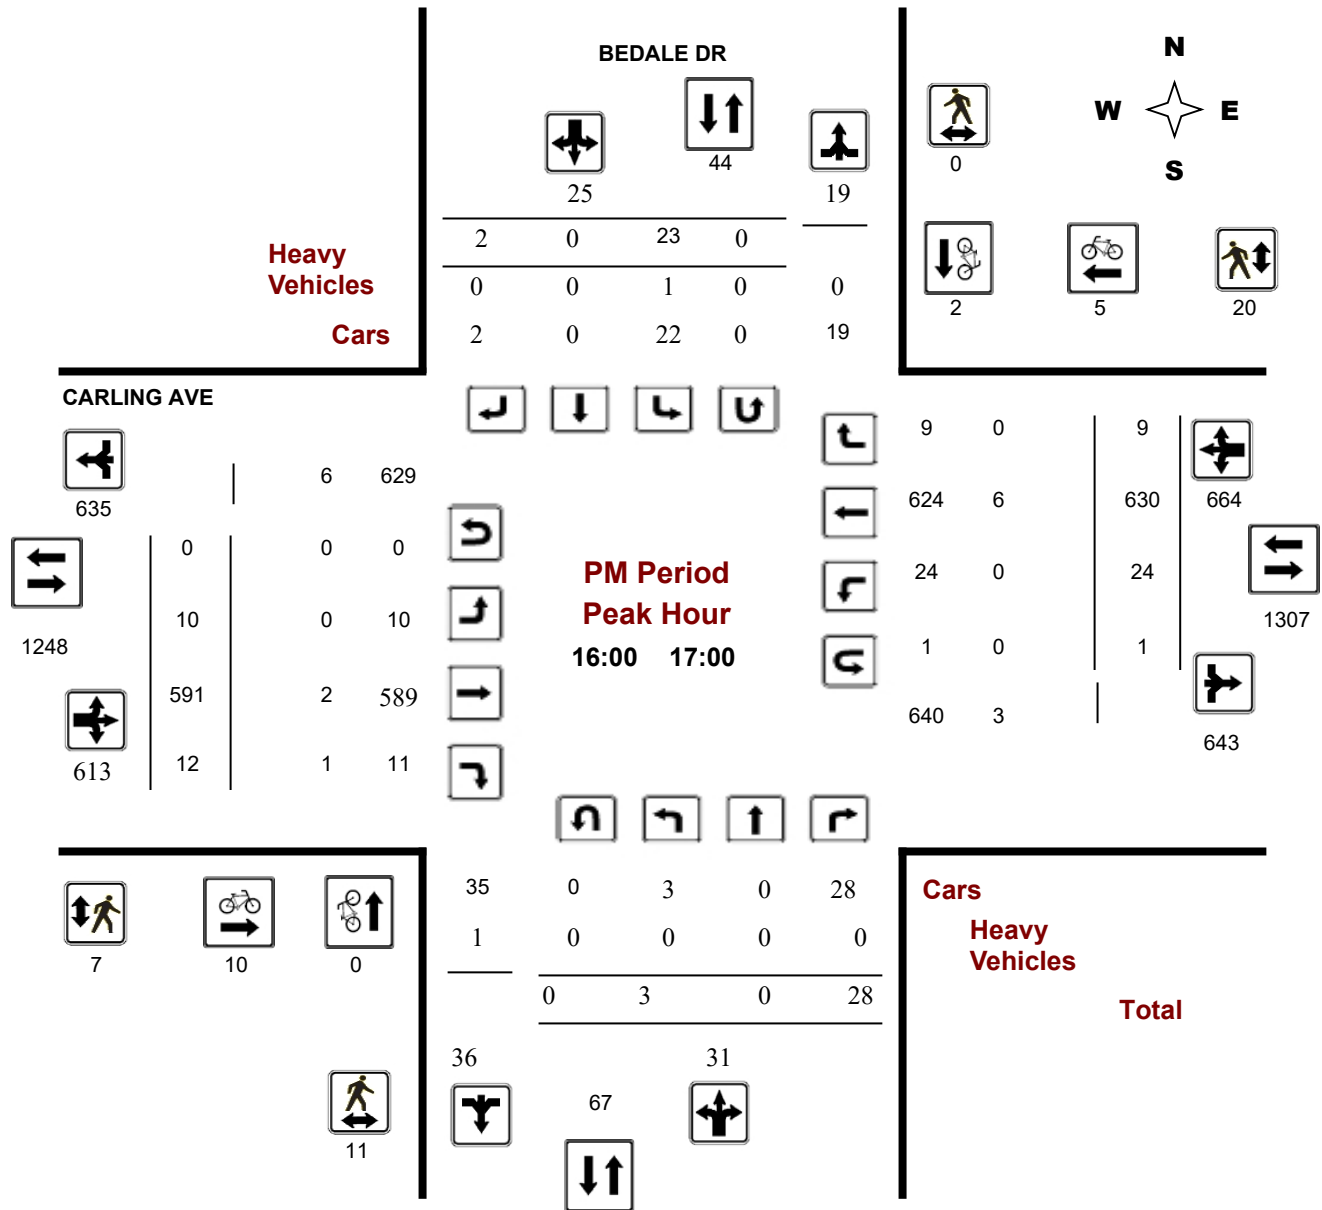 BEDALE DR
N
W E
S
44
0
25 19
2 0 23 0
Heavy
Vehicles
0 0 1 0 0
Cars
2 0 22 0 19
2 5 20
CARLING AVE
9 0 9
6 629
635
624 6 630 664
0 0 0
24 0 24
10 0 10
1248
1307
PM Period
Peak Hour
16:00 17:00
1 0 1
591 2 589
640 3
643
613 12 1 11
35 0 3 0 28
Cars
1 0 0 0 0
Heavy
Vehicles
7 10 0
0 3 0 28
Total
36 31
67
11